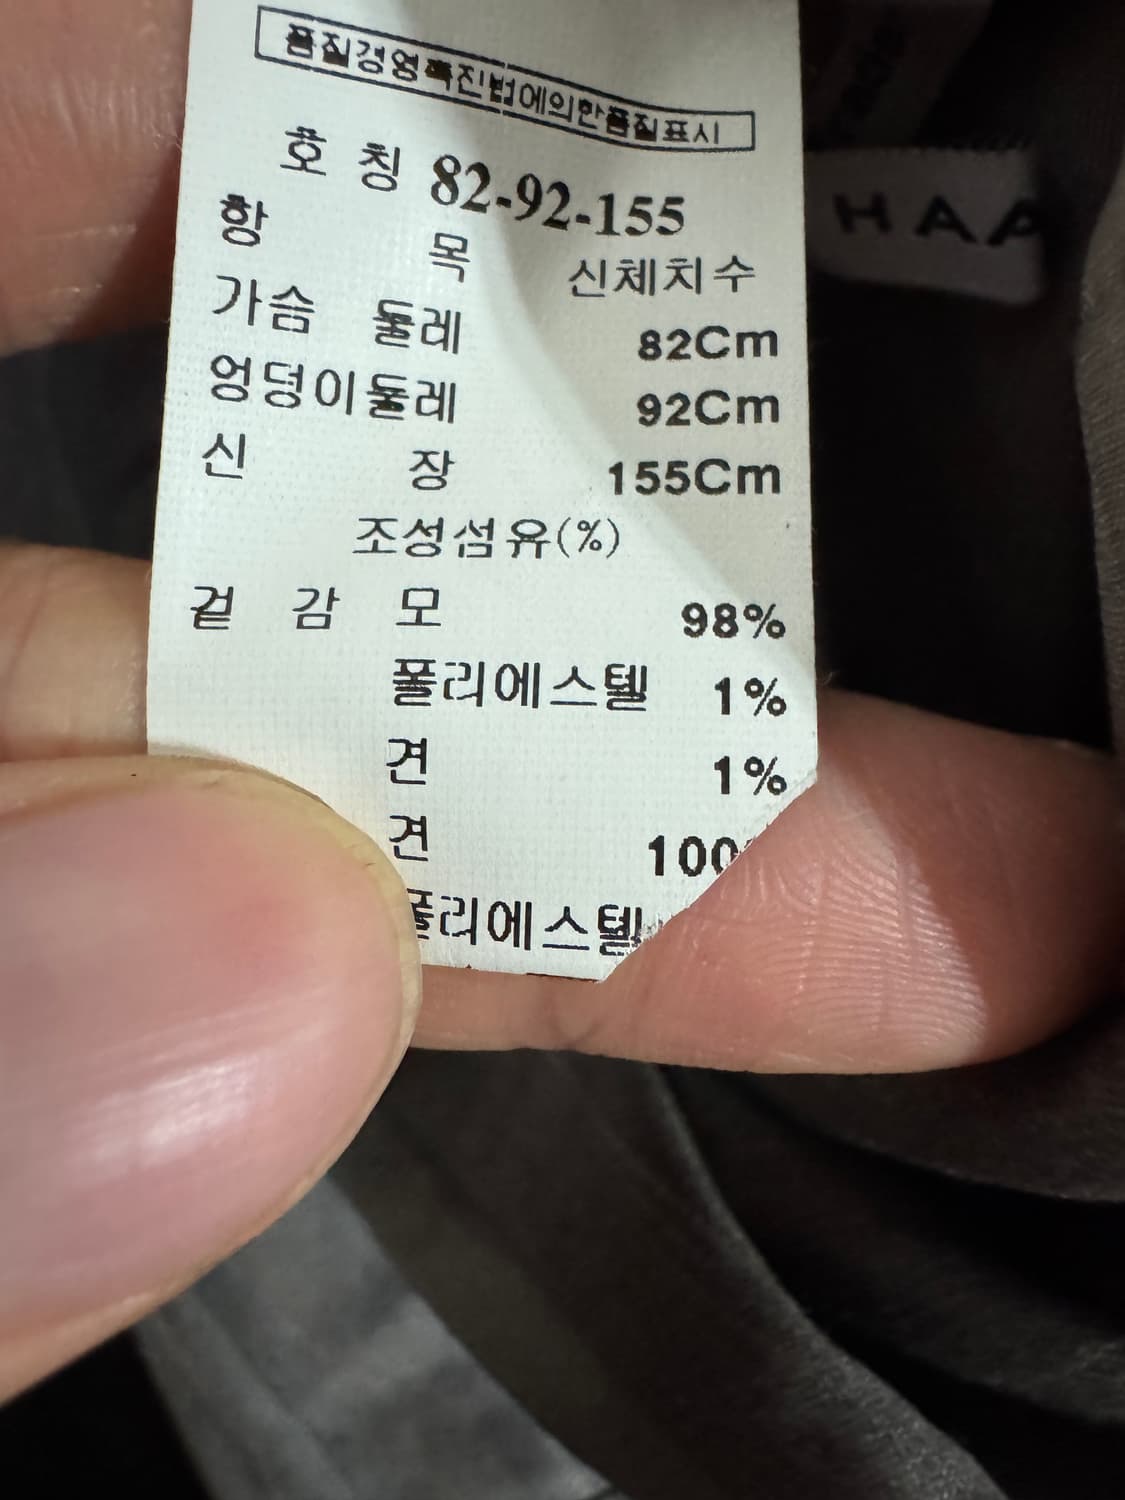 품질경영촉진법에의한품질표시
호 칭 82-92-155
항 목 신체치수
가슴 둘레 82Cm
엉덩이둘레 92Cm
신 장 155Cm
조성섬유(%)
겉 감 모 98%
폴리에스텔 1%
견 1%
견 100
폴리에스텔
HAA